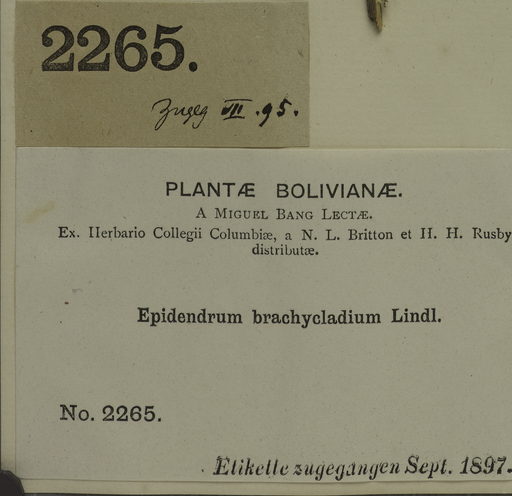 2265.
Zugeg VII. 95.
PLANTÆ BOLIVIANÆ.
A MIGUEL BANG LECTÆ.
Ex. Herbario Collegii Columbiæ, a N. L. Britton et H. H. Rusby
distributæ.
Epidendrum brachycladium Lindl.
No. 2265.
Etikette zugegangen Sept. 1897.